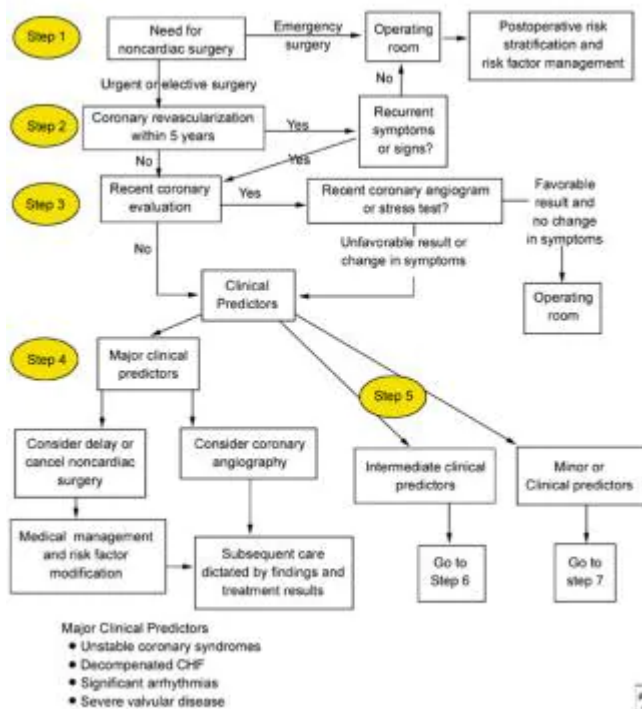 Step 1
Need for
noncardiac surgery
Emergency
surgery
Operating
room
Postoperative risk
stratification and
risk factor management
Urgent or elective surgery
No
Step 2
Coronary revascularization
within 5 years
Yes
Recurrent
symptoms
or signs?
No
Yes
Step 3
Recent coronary
evaluation
Yes
Recent coronary angiogram
or stress test?
Favorable
result and
no change
in symptoms
No
Unfavorable result or
change in symptoms
Operating
room
Clinical
Predictors
Step 4
Major clinical
predictors
Step 5
Consider delay or
cancel noncardiac
surgery
Consider coronary
angiography
Intermediate clinical
predictors
Minor or
Clinical predictors
Medical management
and risk factor
modification
Subsequent care
dictated by findings and
treatment results
Go to
Step 6
Go to
step 7
Major Clinical Predictors
● Unstable coronary syndromes
● Decompenated CHF
● Significant arrhythmias
● Severe valvular disease